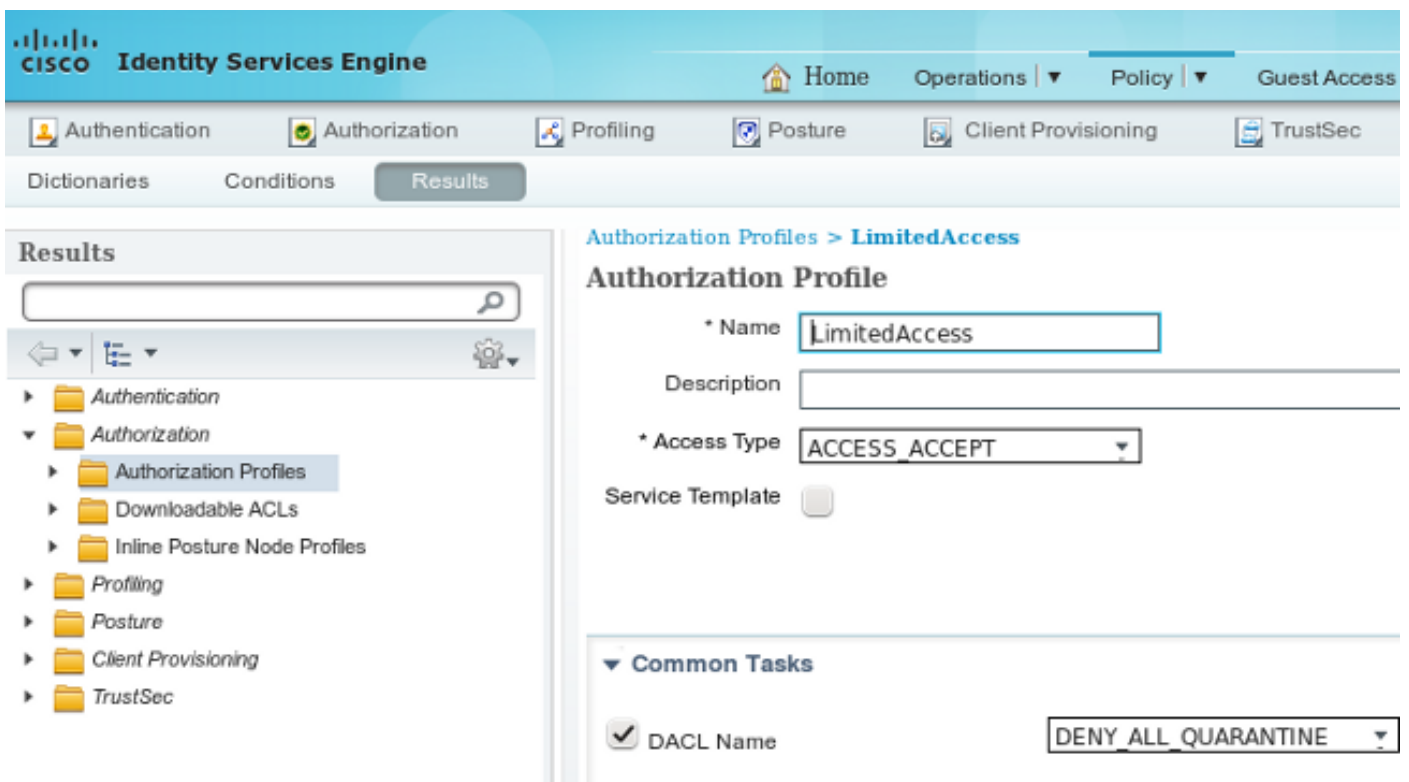 CISCO Identity Services Engine
Home Operations Policy Guest Access
Authentication Authorization Profiling Posture Client Provisioning TrustSec
Dictionaries Conditions Results
Results
Authentication
Authorization
Authorization Profiles
Downloadable ACLs
Inline Posture Node Profiles
Profiling
Posture
Client Provisioning
TrustSec
Authorization Profiles > LimitedAccess
Authorization Profile
* Name LimitedAccess
Description
* Access Type ACCESS_ACCEPT
Service Template
Common Tasks
DACL Name DENY_ALL_QUARANTINE